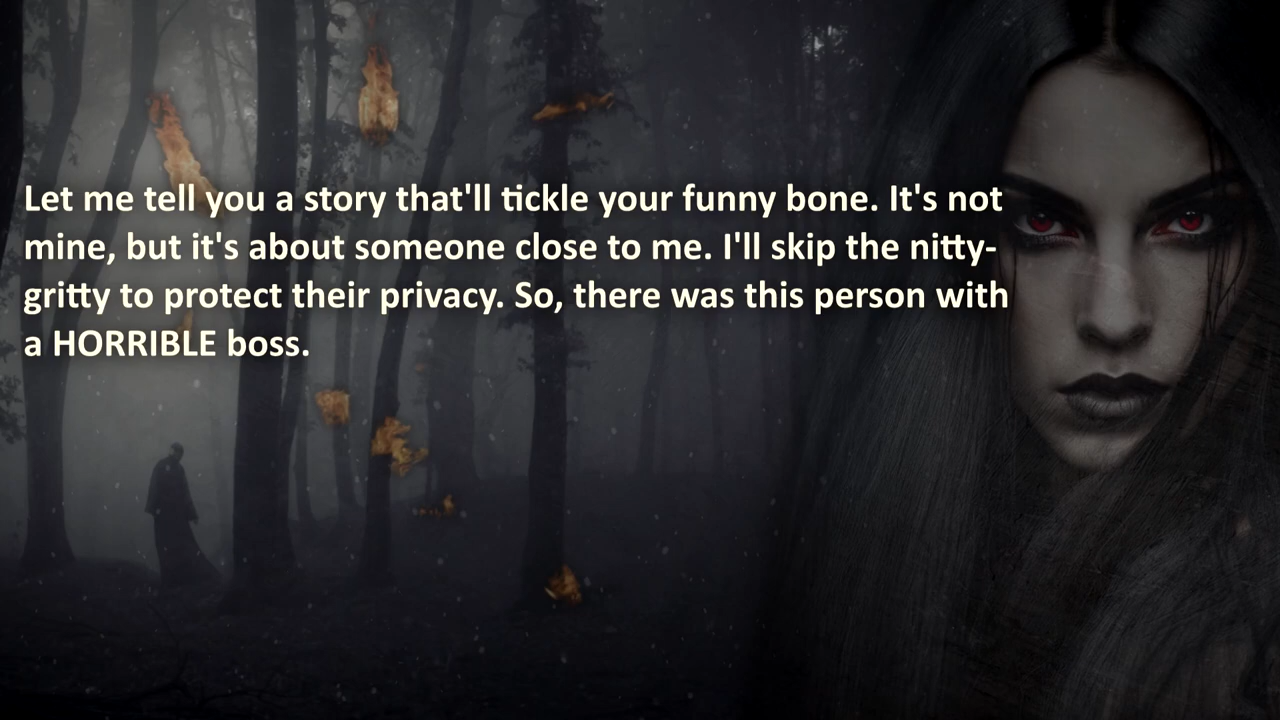 Let me tell you a story that'll tickle your funny bone. It's not
mine, but it's about someone close to me. I'll skip the nitty-
gritty to protect their privacy. So, there was this person with
a HORRIBLE boss.